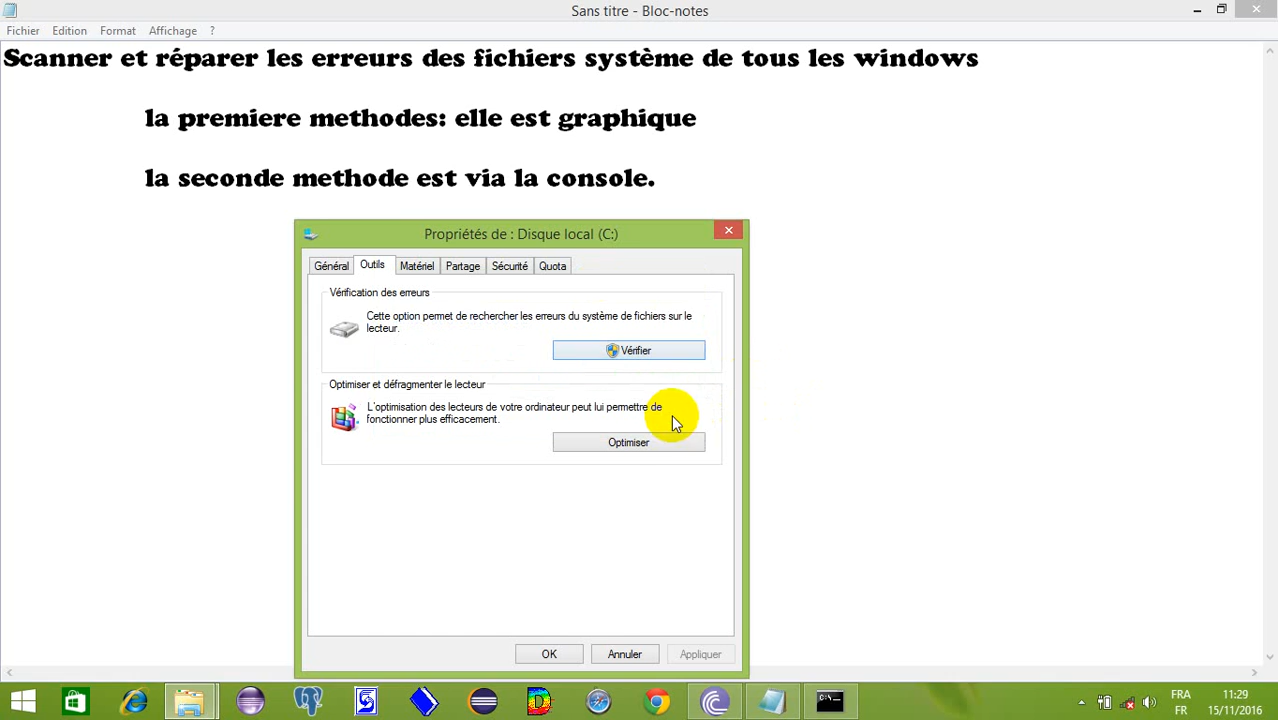 Sans titre - Bloc-notes
Fichier Edition Format Affichage ?
Scanner et réparer les erreurs des fichiers système de tous les windows
la premiere methodes: elle est graphique
la seconde methode est via la console.
Propriétés de : Disque local (C:)
Général Outils Matériel Partage Sécurité Quota
Vérification des erreurs
Cette option permet de rechercher les erreurs du système de fichiers sur le
lecteur.
Vérifier
Optimiser et défragmenter le lecteur
L'optimisation des lecteurs de votre ordinateur peut lui permettre de
fonctionner plus efficacement.
Optimiser
OK Annuler Appliquer
FRA 11:29
FR 15/11/2016